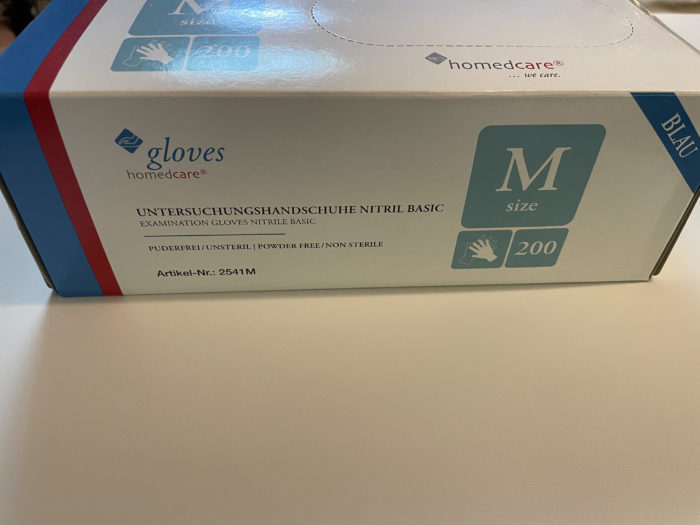 M
size
200
homedcare®
... we care.
BLAU
gloves
homedcare®
M
size
UNTERSUCHUNGSHANDSCHUHE NITRIL BASIC
EXAMINATION GLOVES NITRILE BASIC
PUDERFREI / UNSTERIL | POWDER FREE / NON STERILE
200
Artikel-Nr.: 2541M